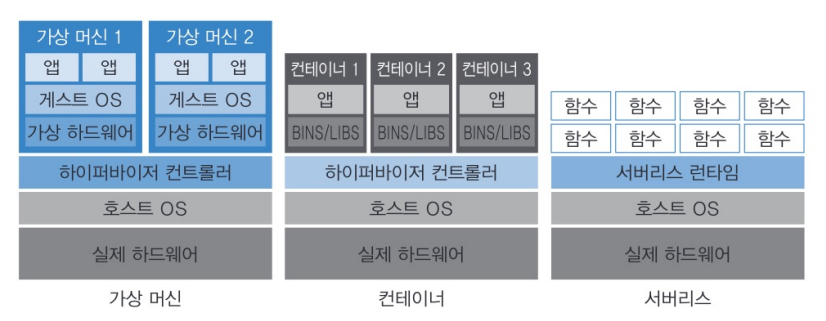 가상 머신 1
앱 앱
게스트 OS
가상 하드웨어
가상 머신 2
앱 앱
게스트 OS
가상 하드웨어
하이퍼바이저 컨트롤러
호스트 OS
실제 하드웨어
가상 머신
컨테이너 1
앱
BINS/LIBS
컨테이너 2
앱
BINS/LIBS
컨테이너 3
앱
BINS/LIBS
하이퍼바이저 컨트롤러
호스트 OS
실제 하드웨어
컨테이너
함수 함수 함수 함수
함수 함수 함수 함수
서버리스 런타임
호스트 OS
실제 하드웨어
서버리스